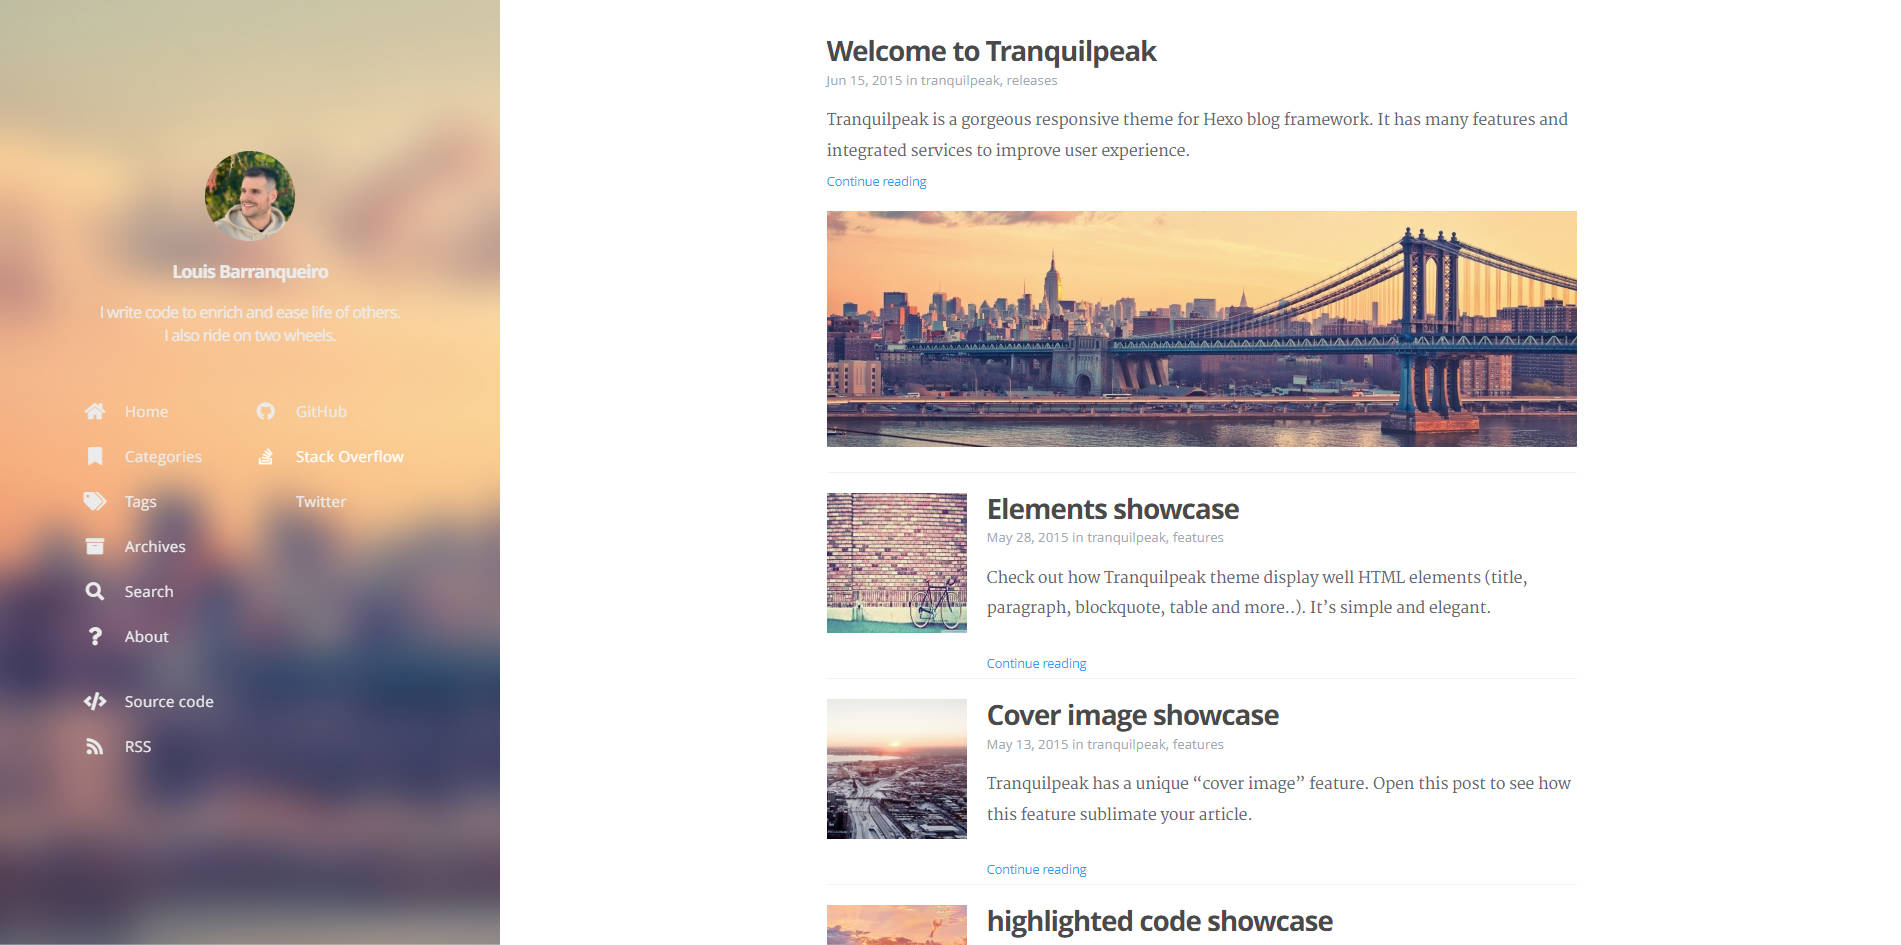 Louis Barranqueiro
I write code to enrich and ease life of others.
I also ride on two wheels.
Home
Categories
Tags
Archives
Search
About
Source code
RSS
GitHub
Stack Overflow
Twitter
Welcome to Tranquilpeak
Jun 15, 2015 in tranquilpeak, releases
Tranquilpeak is a gorgeous responsive theme for Hexo blog framework. It has many features and
integrated services to improve user experience.
Continue reading
Elements showcase
May 28, 2015 in tranquilpeak, features
Check out how Tranquilpeak theme display well HTML elements (title,
paragraph, blockquote, table and more..). It’s simple and elegant.
Continue reading
Cover image showcase
May 13, 2015 in tranquilpeak, features
Tranquilpeak has a unique “cover image” feature. Open this post to see how
this feature sublimate your article.
Continue reading
highlighted code showcase